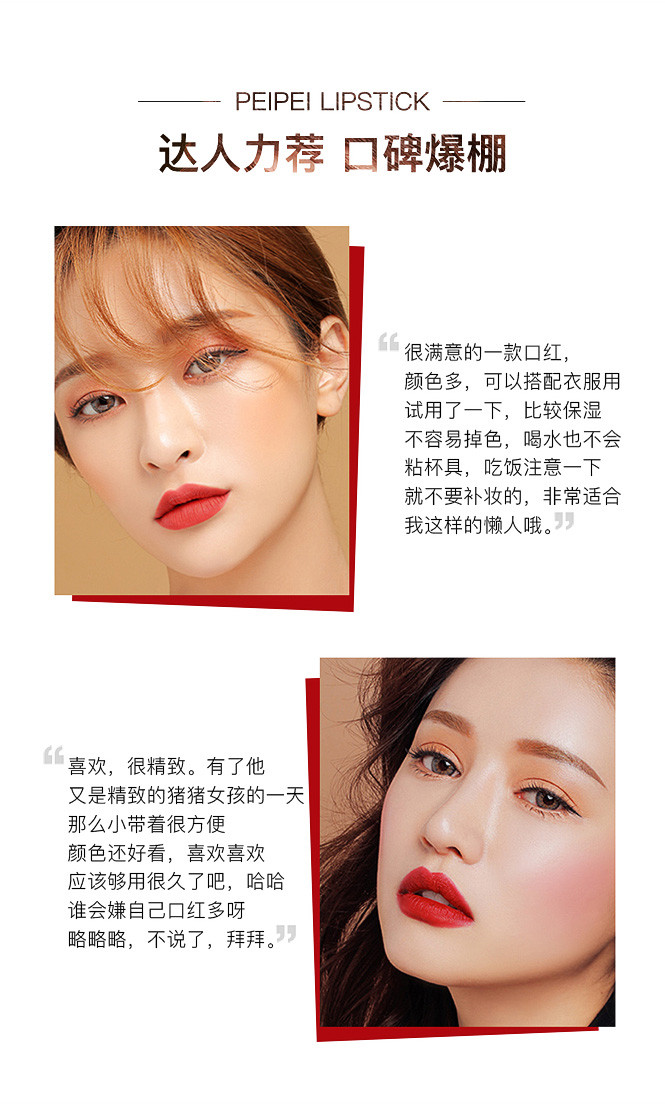 PEIPEI LIPSTICK
达人力荐 口碑爆棚
“很满意的一款口红，
颜色多，可以搭配衣服用
试用了一下，比较保湿
不容易掉色，喝水也不会
粘杯具，吃饭注意一下
就不要补妆的，非常适合
我这样的懒人哦。”
“喜欢，很精致。有了他
又是精致的猪猪女孩的一天
那么小带着很方便
颜色还好看，喜欢喜欢
应该够用很久了吧，哈哈
谁会嫌自己口红多呀
略略略，不说了，拜拜。”